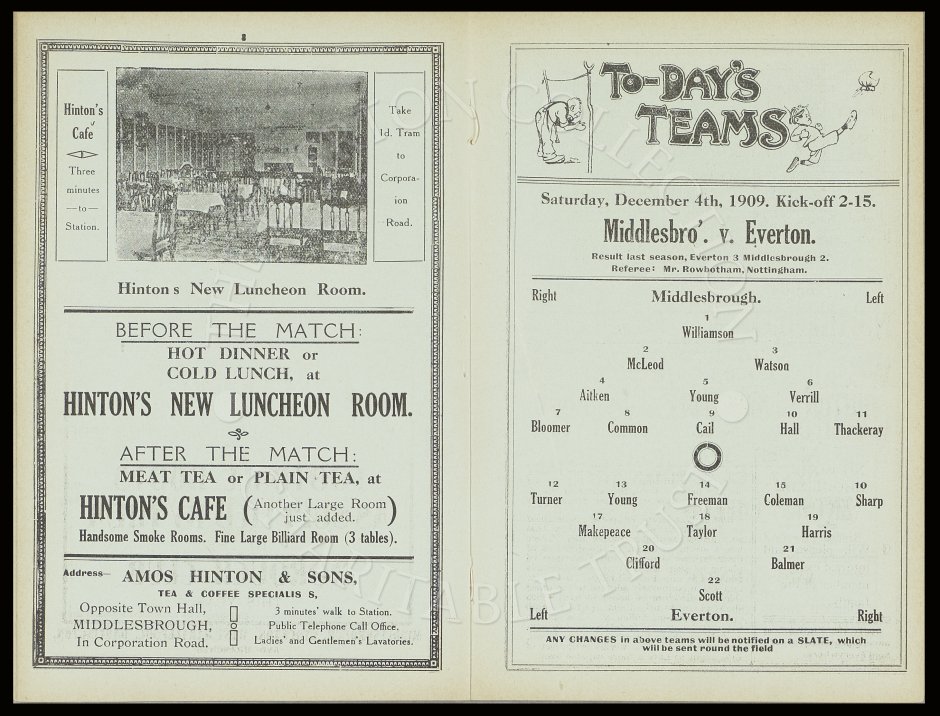 8
Hinton's
Cafe
Three
minutes
—to—
Station.
Take
1d. Tram
to
Corpora-
ion
Road.
Hinton s New Luncheon Room.
BEFORE THE MATCH:
HOT DINNER or
COLD LUNCH, at
HINTON'S NEW LUNCHEON ROOM.
AFTER THE MATCH:
MEAT TEA or PLAIN TEA, at
HINTON'S CAFE (Another Large Room just added.)
Handsome Smoke Rooms. Fine Large Billiard Room (3 tables).
Address— AMOS HINTON & SONS,
TEA & COFFEE SPECIALIS S,
Opposite Town Hall,
MIDDLESBROUGH,
In Corporation Road.
3 minutes' walk to Station.
Public Telephone Call Office.
Ladies' and Gentlemen's Lavatories.
TO-DAY'S
TEAMS
Saturday, December 4th, 1909. Kick-off 2-15.
Middlesbro'. v. Everton.
Result last season, Everton 3 Middlesbrough 2.
Referee: Mr. Rowbotham, Nottingham.
Right Middlesbrough. Left
1
Williamson
2 3
McLeod Watson
4 5 6
Aitken Young Verrill
7 8 9 10 11
Bloomer Common Cail Hall Thackeray
12 13 14 15 10
Turner Young Freeman Coleman Sharp
17 18 19
Makepeace Taylor Harris
20 21
Clifford Balmer
22
Scott
Left Everton. Right
ANY CHANGES in above teams will be notified on a SLATE, which
will be sent round the field